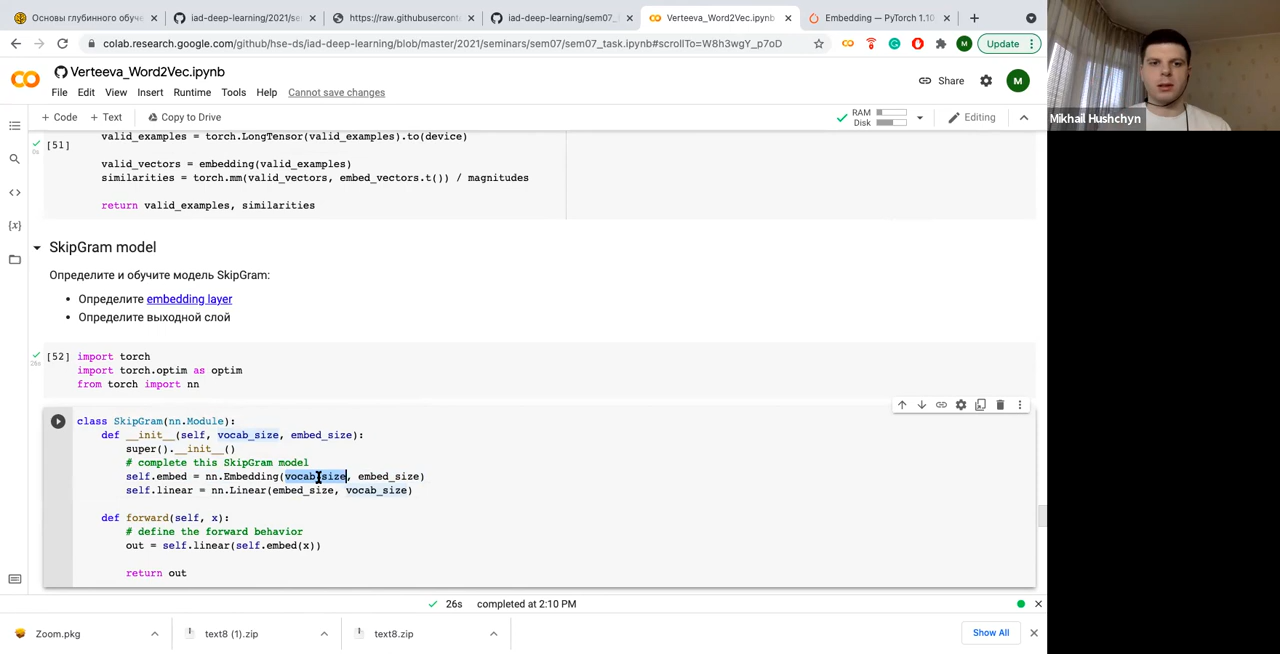 Основы глубинного обуче
iad-deep-learning/2021/se
https://raw.githubuserconte
iad-deep-learning/sem07_t
Verteeva_Word2Vec.ipynb
Embedding — PyTorch 1.10
colab.research.google.com/github/hse-ds/iad-deep-learning/blob/master/2021/seminars/sem07/sem07_task.ipynb#scrollTo=W8h3wgY_p7oD
M
Update
Verteeva_Word2Vec.ipynb
Share
M
File Edit View Insert Runtime Tools Help Cannot save changes
+ Code + Text Copy to Drive
RAM
Disk
Editing
Mikhail Hushchyn
valid_examples = torch.LongTensor(valid_examples).to(device)
[51]
0s
valid_vectors = embedding(valid_examples)
similarities = torch.mm(valid_vectors, embed_vectors.t()) / magnitudes
return valid_examples, similarities
SkipGram model
Определите и обучите модель SkipGram:
• Определите embedding layer
• Определите выходной слой
[52] import torch
26s
import torch.optim as optim
from torch import nn
class SkipGram(nn.Module):
def __init__(self, vocab_size, embed_size):
super().__init__()
# complete this SkipGram model
self.embed = nn.Embedding(vocab_size, embed_size)
self.linear = nn.Linear(embed_size, vocab_size)
def forward(self, x):
# define the forward behavior
out = self.linear(self.embed(x))
return out
26s completed at 2:10 PM
Zoom.pkg
text8 (1).zip
text8.zip
Show All